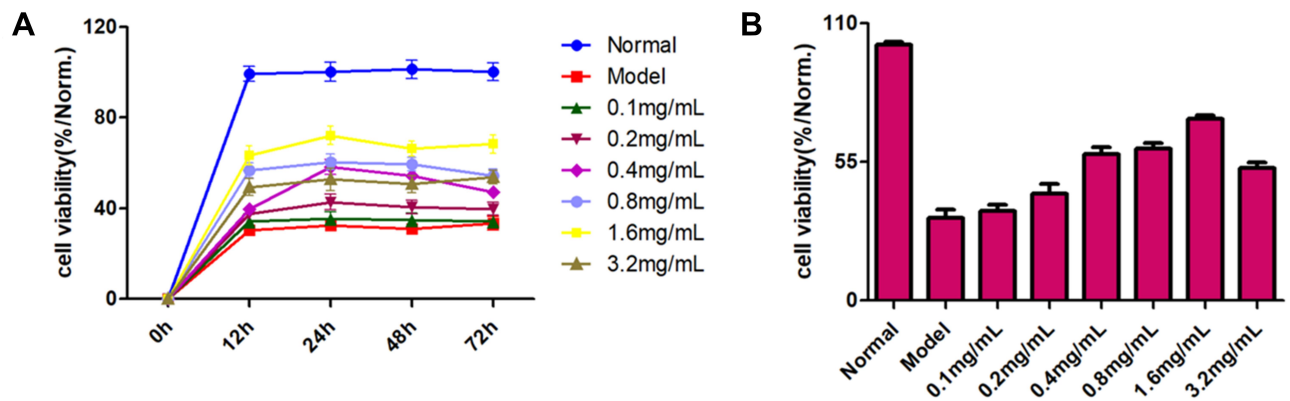 A
cell viability(%/Norm.)
120
80
40
0
0h
12h
24h
48h
72h
Normal
Model
0.1mg/mL
0.2mg/mL
0.4mg/mL
0.8mg/mL
1.6mg/mL
3.2mg/mL
B
cell viability(%/Norm.)
110
55
0
Normal
Model
0.1mg/mL
0.2mg/mL
0.4mg/mL
0.8mg/mL
1.6mg/mL
3.2mg/mL